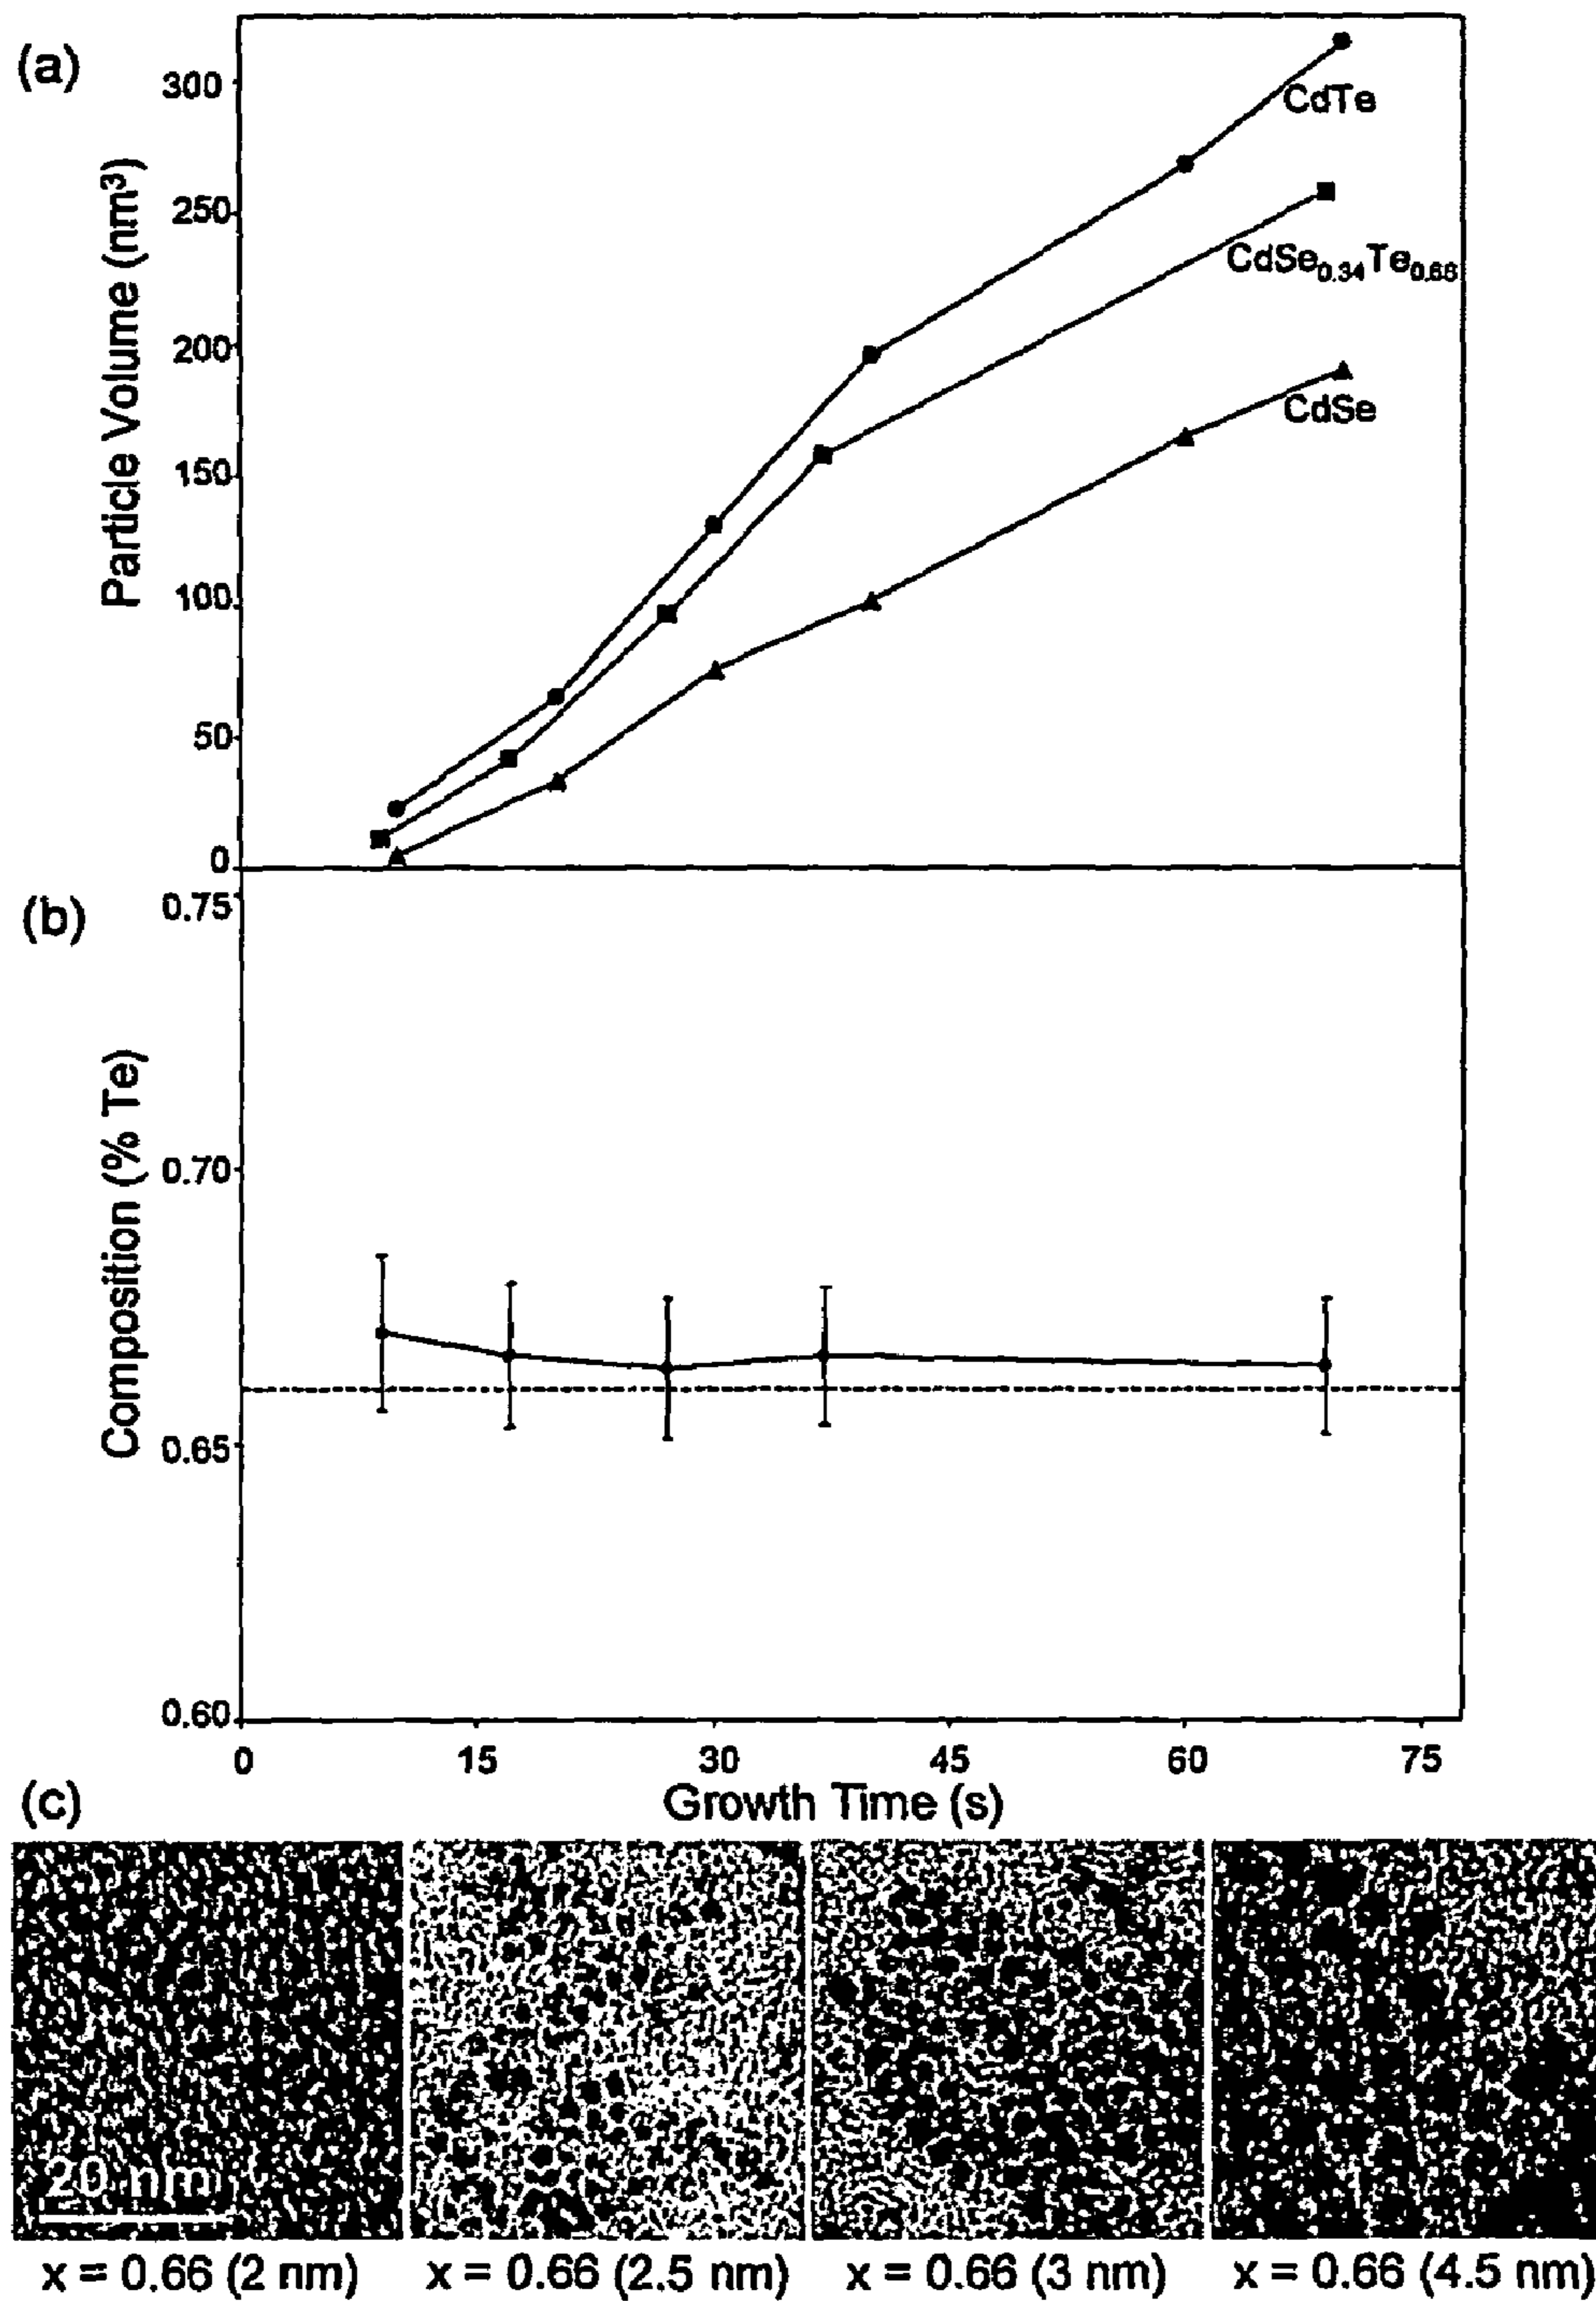 (a)
Particle Volume (nm³)
300
250
200
150
100
50
0
CdTe
CdSe₀.₃₄Te₀.₆₆
CdSe
(b)
Composition (% Te)
0.75
0.70
0.65
0.60
0 15 30 45 60 75
Growth Time (s)
(c)
20 nm
x = 0.66 (2 nm) x = 0.66 (2.5 nm) x = 0.66 (3 nm) x = 0.66 (4.5 nm)